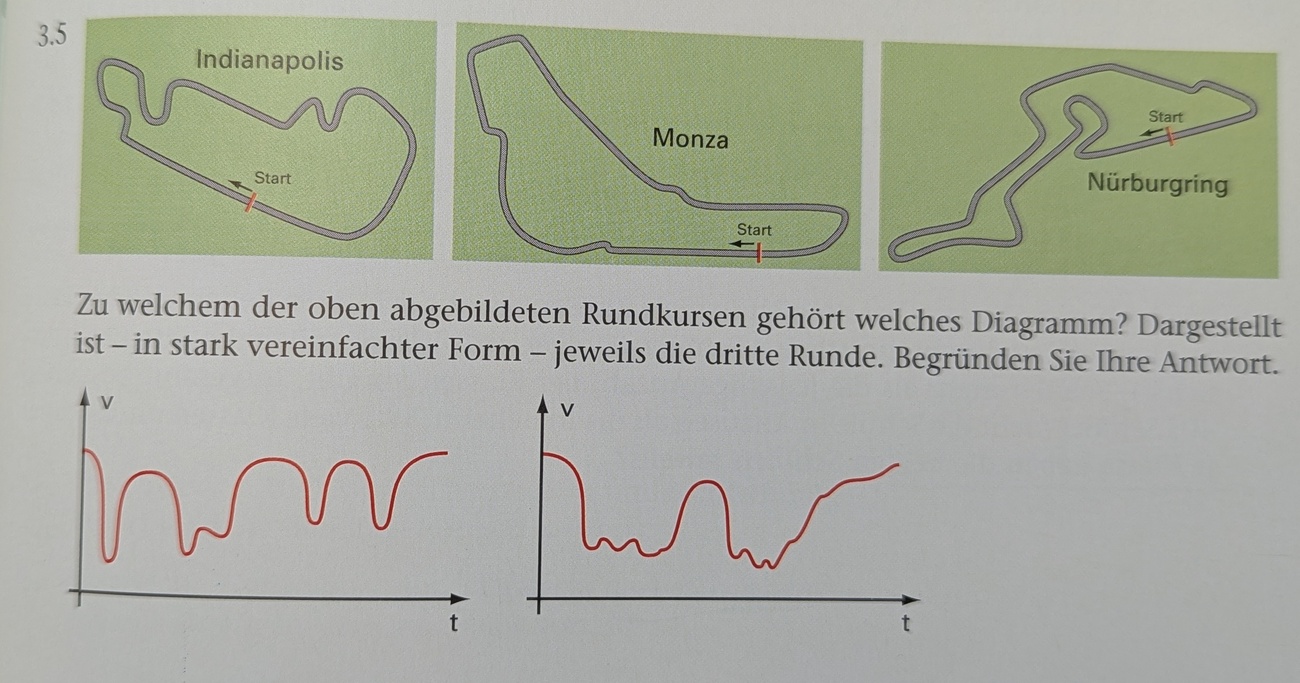 3.5
Indianapolis
Start
Monza
Start
Start
Nürburgring
Zu welchem der oben abgebildeten Rundkursen gehört welches Diagramm? Dargestellt
ist – in stark vereinfachter Form – jeweils die dritte Runde. Begründen Sie Ihre Antwort.
v
t
v
t